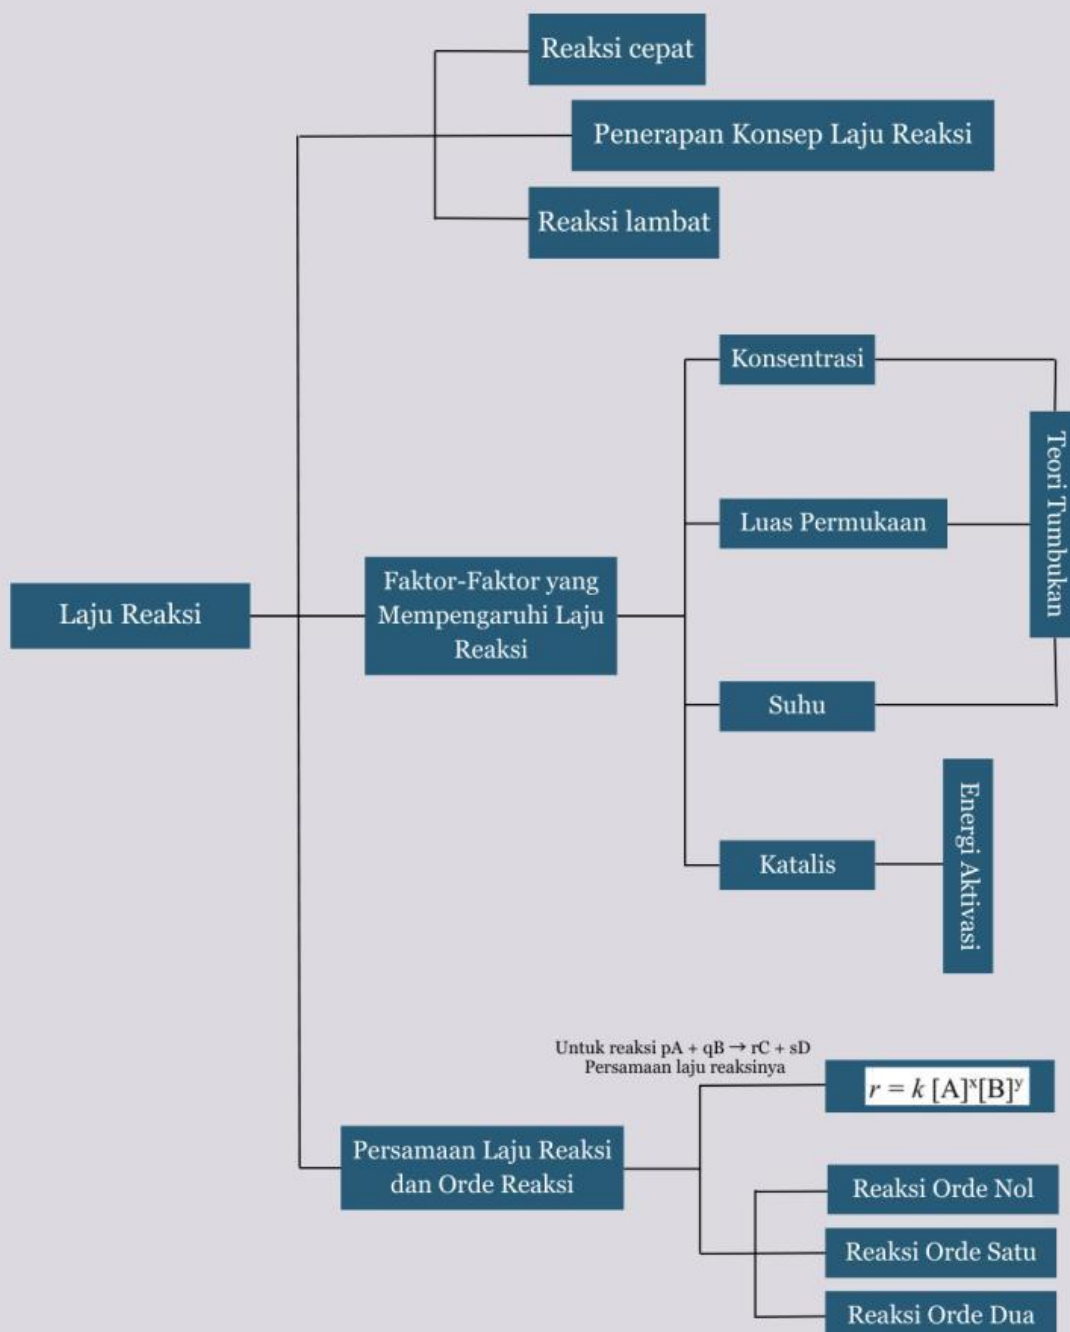 Reaksi cepat
Penerapan Konsep Laju Reaksi
Reaksi lambat
Laju Reaksi
Faktor-Faktor yang
Mempengaruhi Laju
Reaksi
Konsentrasi
Luas Permukaan
Suhu
Katalis
Teori Tumbukan
Energi Aktivasi
Persamaan Laju Reaksi
dan Orde Reaksi
Untuk reaksi pA + qB → rC + sD
Persamaan laju reaksinya
r = k [A]ˣ[B]ʸ
Reaksi Orde Nol
Reaksi Orde Satu
Reaksi Orde Dua